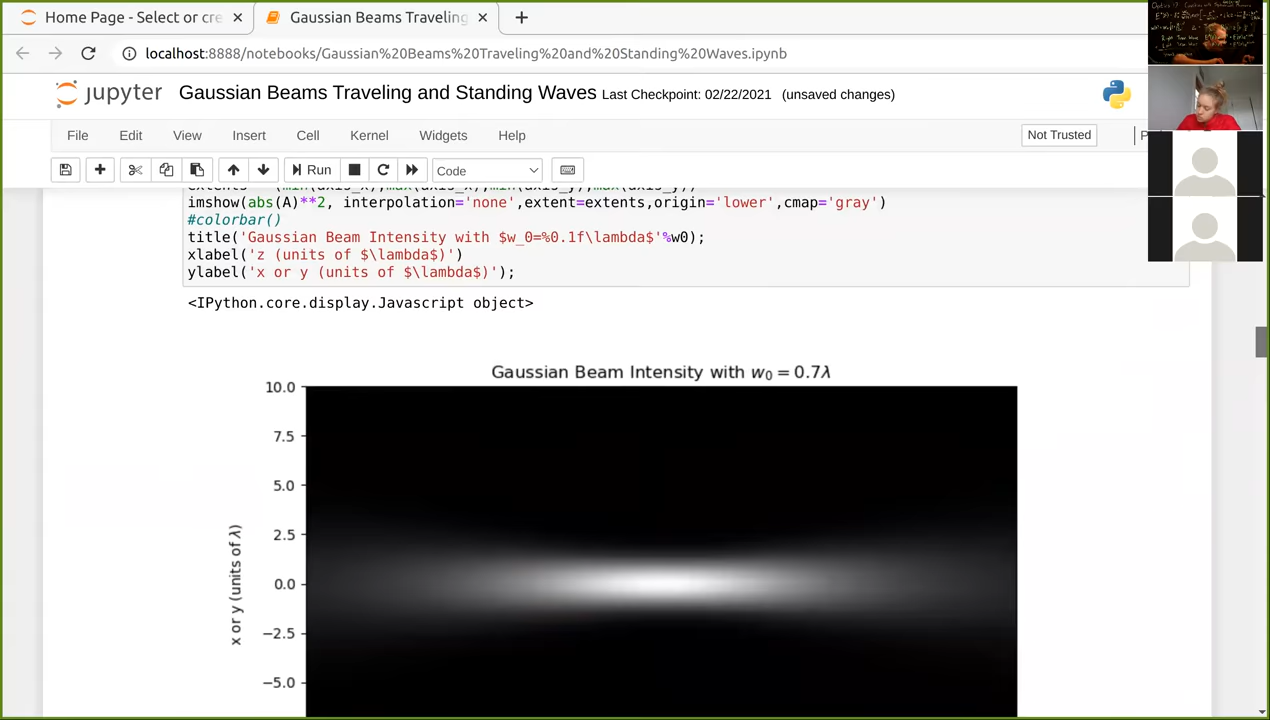 Home Page - Select or cre
Gaussian Beams Traveling
localhost:8888/notebooks/Gaussian%20Beams%20Traveling%20and%20Standing%20Waves.ipynb
jupyter Gaussian Beams Traveling and Standing Waves Last Checkpoint: 02/22/2021 (unsaved changes)
File Edit View Insert Cell Kernel Widgets Help Not Trusted
Run Code
imshow(abs(A)**2, interpolation='none',extent=extents,origin='lower',cmap='gray')
#colorbar()
title('Gaussian Beam Intensity with $w_0=%0.1f\lambda$'%w0);
xlabel('z (units of $\lambda$)')
ylabel('x or y (units of $\lambda$)');
<IPython.core.display.Javascript object>
Gaussian Beam Intensity with w₀ = 0.7λ
10.0
7.5
5.0
2.5
0.0
−2.5
−5.0
x or y (units of λ)